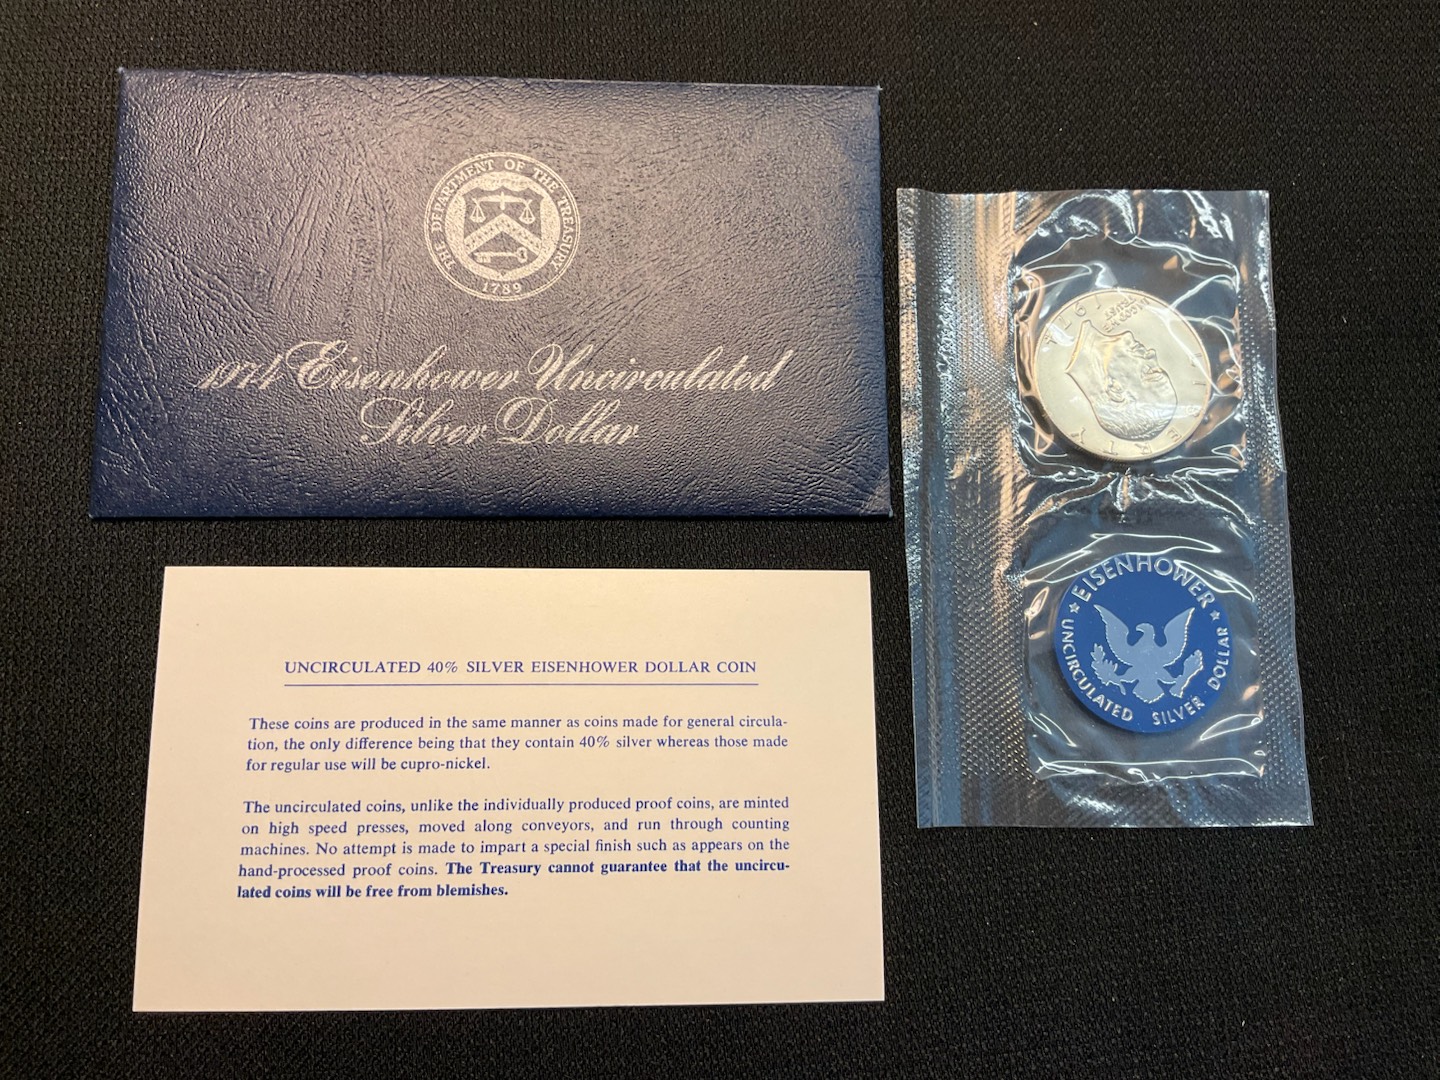 THE DEPARTMENT OF THE TREASURY
1789
1971 Eisenhower Uncirculated
Silver Dollar
UNCIRCULATED 40% SILVER EISENHOWER DOLLAR COIN
These coins are produced in the same manner as coins made for general circula-
tion, the only difference being that they contain 40% silver whereas those made
for regular use will be cupro-nickel.
The uncirculated coins, unlike the individually produced proof coins, are minted
on high speed presses, moved along conveyors, and run through counting
machines. No attempt is made to impart a special finish such as appears on the
hand-processed proof coins. The Treasury cannot guarantee that the uncircu-
lated coins will be free from blemishes.
EISENHOWER
UNCIRCULATED SILVER DOLLAR